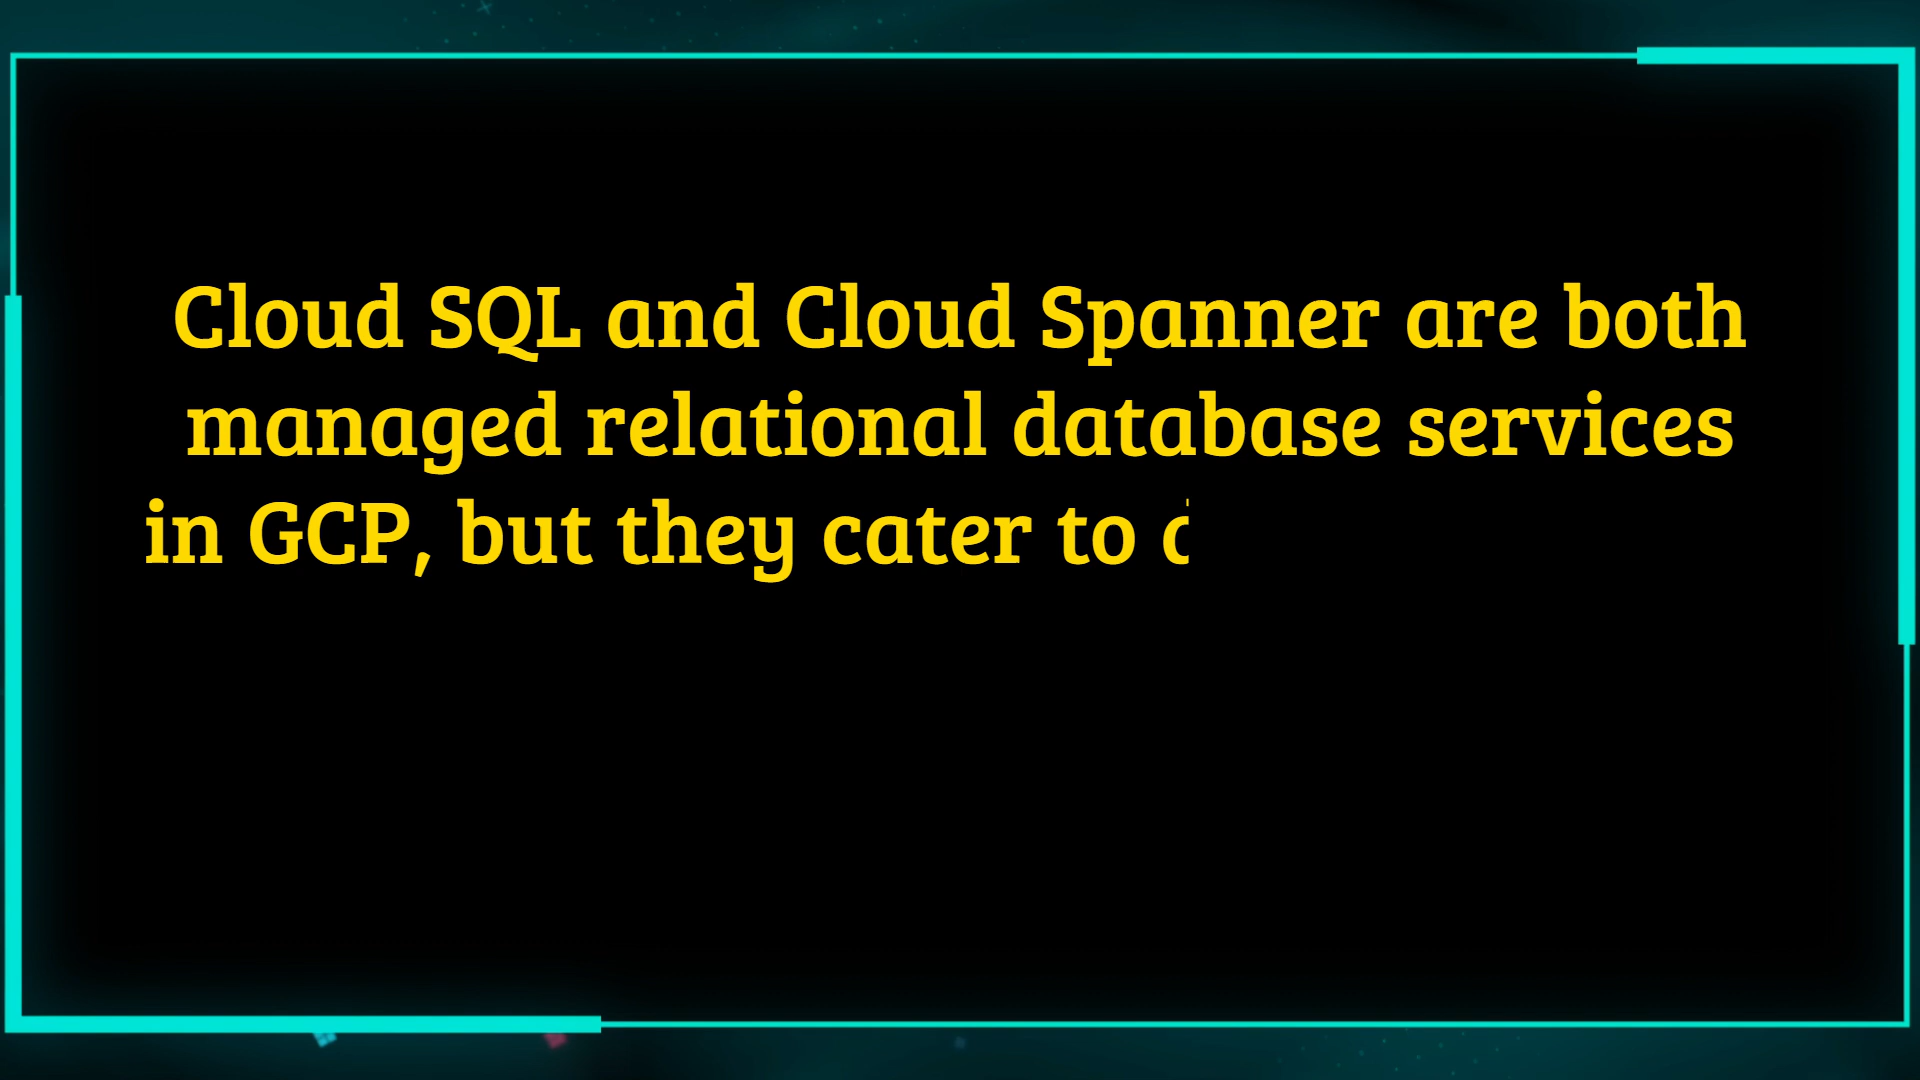 Cloud SQL and Cloud Spanner are both
managed relational database services
in GCP, but they cater to